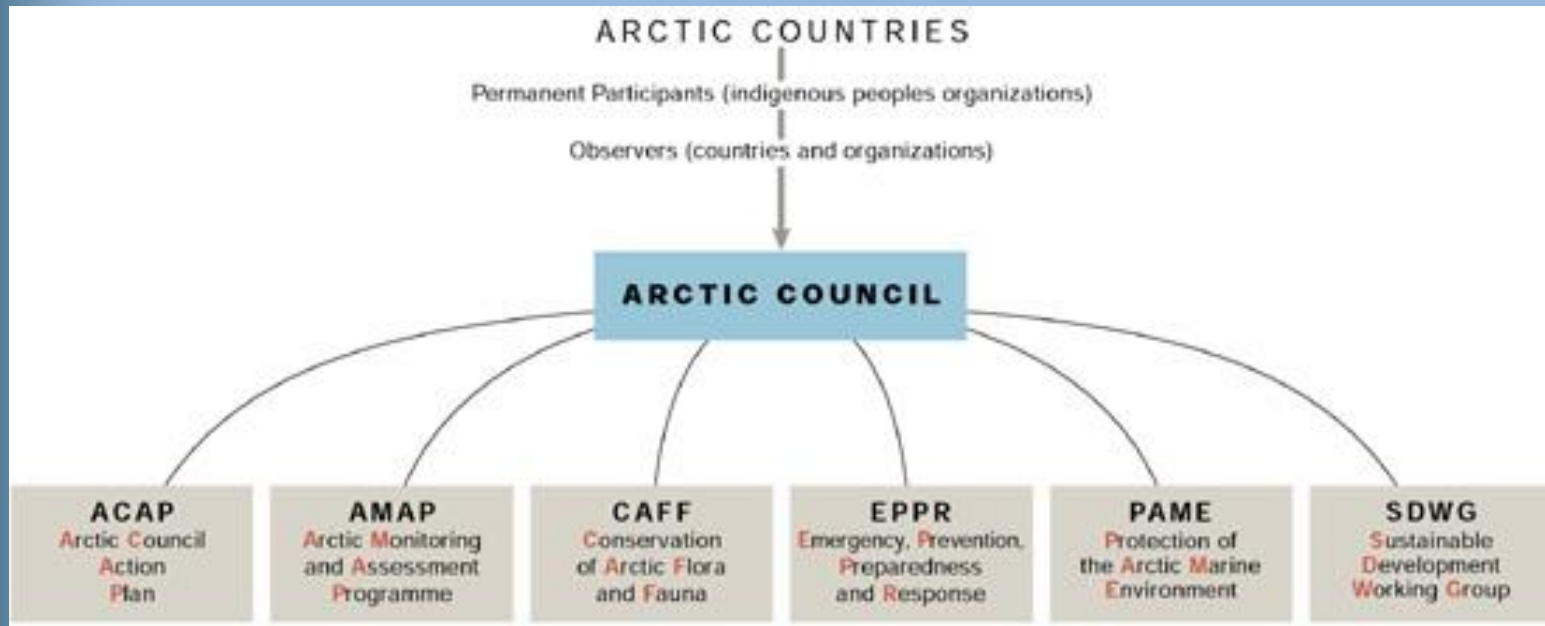 ARCTIC COUNTRIES
Permanent Participants (indigenous peoples organizations)
Observers (countries and organizations)
ARCTIC COUNCIL
ACAP
Arctic Council
Action
Plan
AMAP
Arctic Monitoring
and Assessment
Programme
CAFF
Conservation
of Arctic Flora
and Fauna
EPPR
Emergency, Prevention,
Preparedness
and Response
PAME
Protection of
the Arctic Marine
Environment
SDWG
Sustainable
Development
Working Group